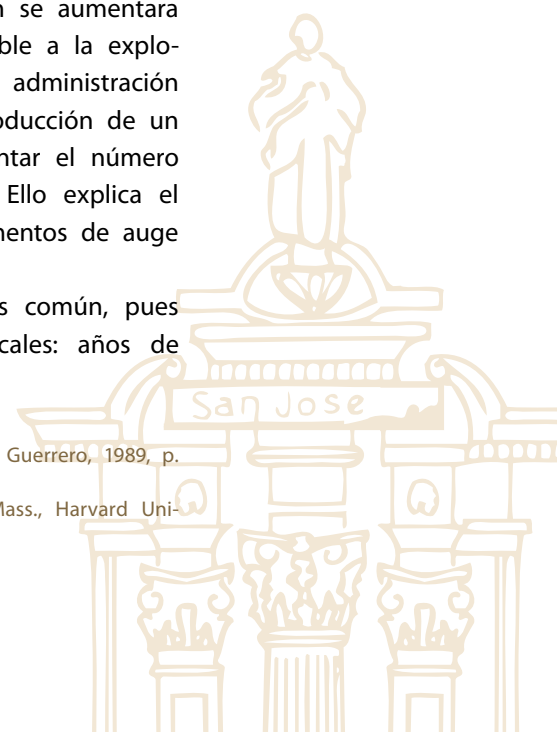 n se aumentara
ble a la explo-
administración
oducción de un
ntar el número
Ello explica el
mentos de auge
s común, pues
cales: años de
San Jose
Guerrero, 1989, p.
Mass., Harvard Uni-